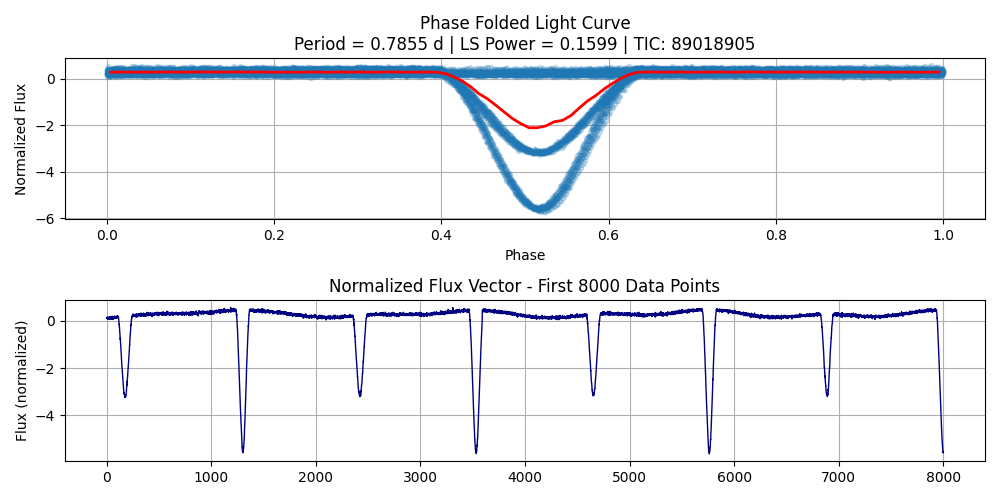 Phase Folded Light Curve
Period = 0.7855 d | LS Power = 0.1599 | TIC: 89018905
Normalized Flux
0
−2
−4
−6
0.0 0.2 0.4 0.6 0.8 1.0
Phase
Normalized Flux Vector - First 8000 Data Points
Flux (normalized)
0
−2
−4
0 1000 2000 3000 4000 5000 6000 7000 8000